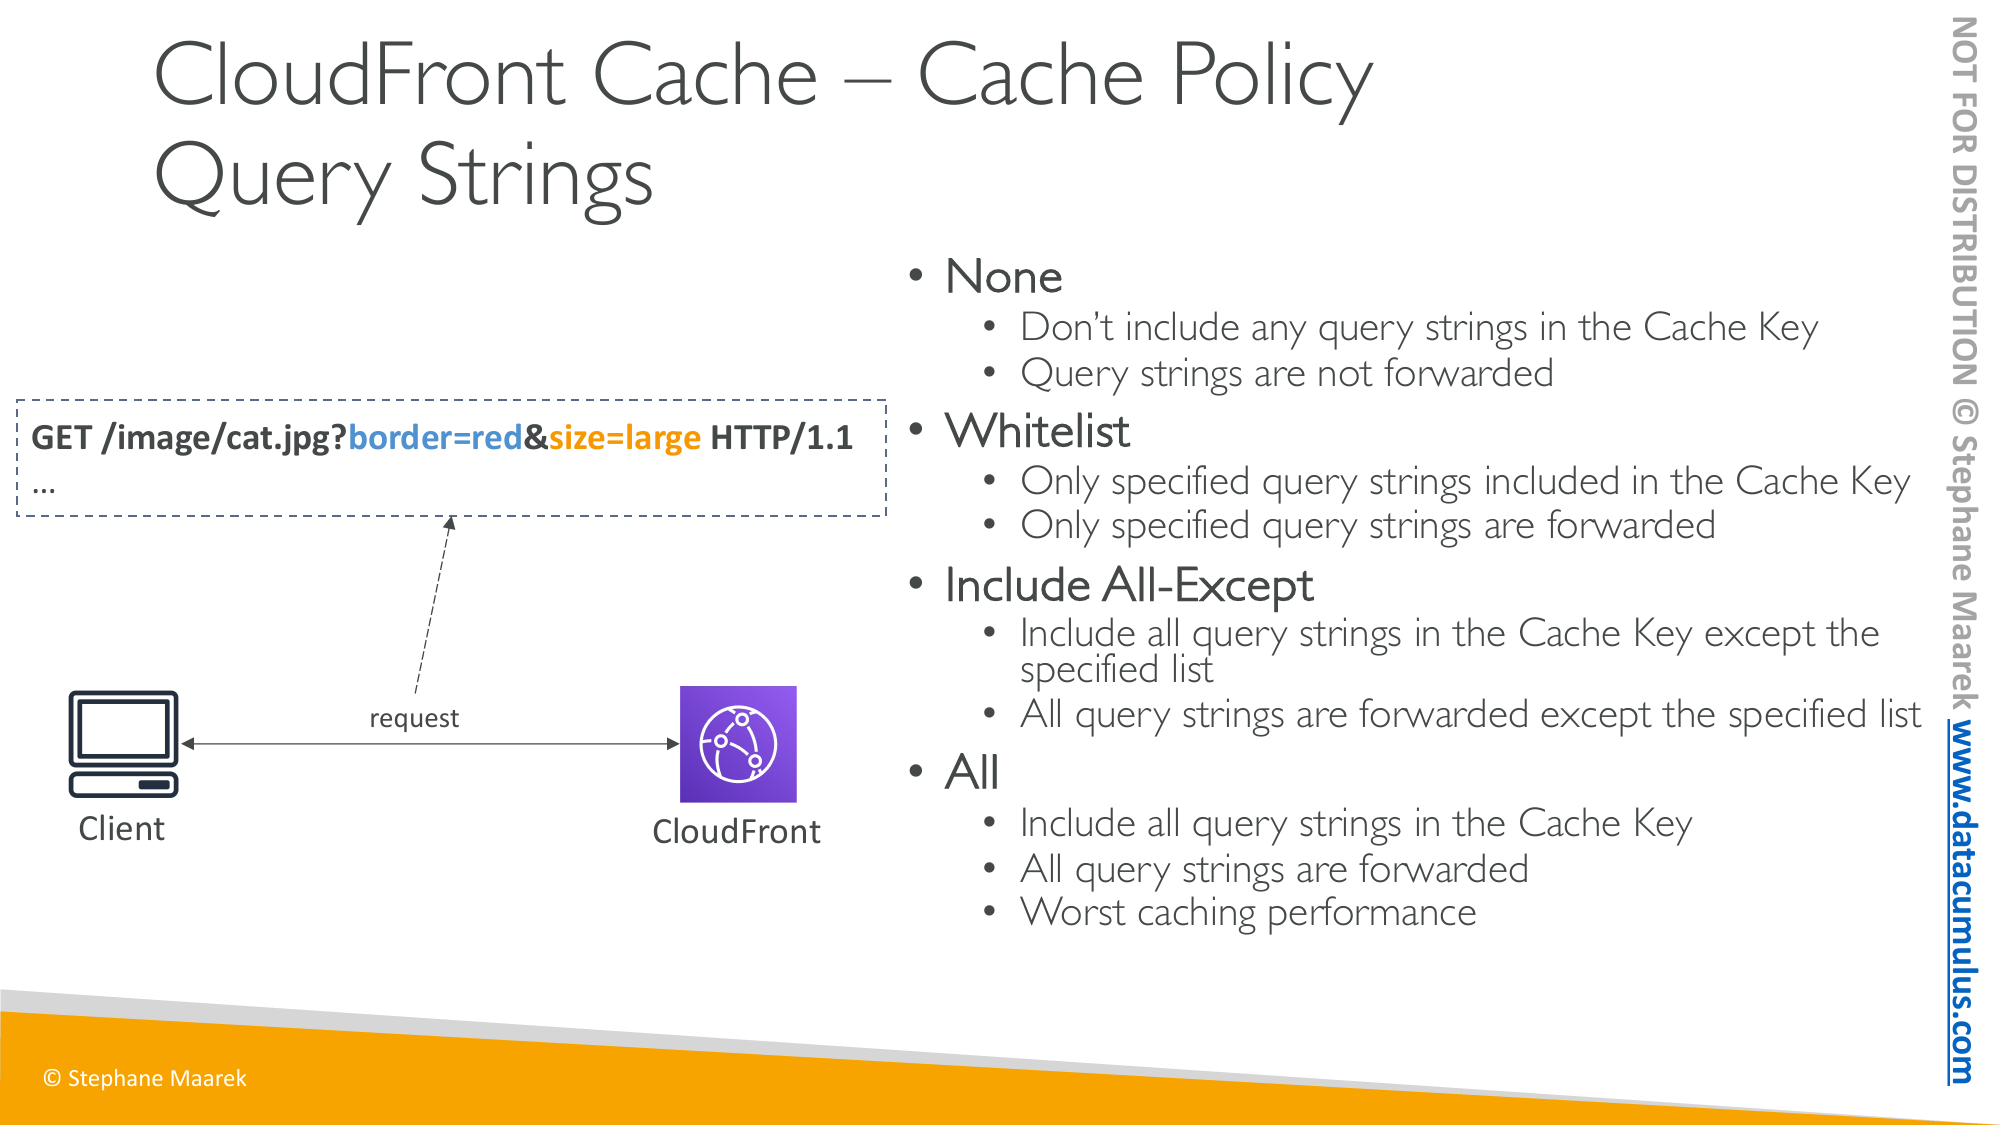 CloudFront Cache – Cache Policy
Query Strings
GET /image/cat.jpg?border=red&size=large HTTP/1.1
...
request
Client
CloudFront
• None
• Don’t include any query strings in the Cache Key
• Query strings are not forwarded
• Whitelist
• Only specified query strings included in the Cache Key
• Only specified query strings are forwarded
• Include All-Except
• Include all query strings in the Cache Key except the
specified list
• All query strings are forwarded except the specified list
• All
• Include all query strings in the Cache Key
• All query strings are forwarded
• Worst caching performance
© Stephane Maarek
NOT FOR DISTRIBUTION © Stephane Maarek www.datacumulus.com